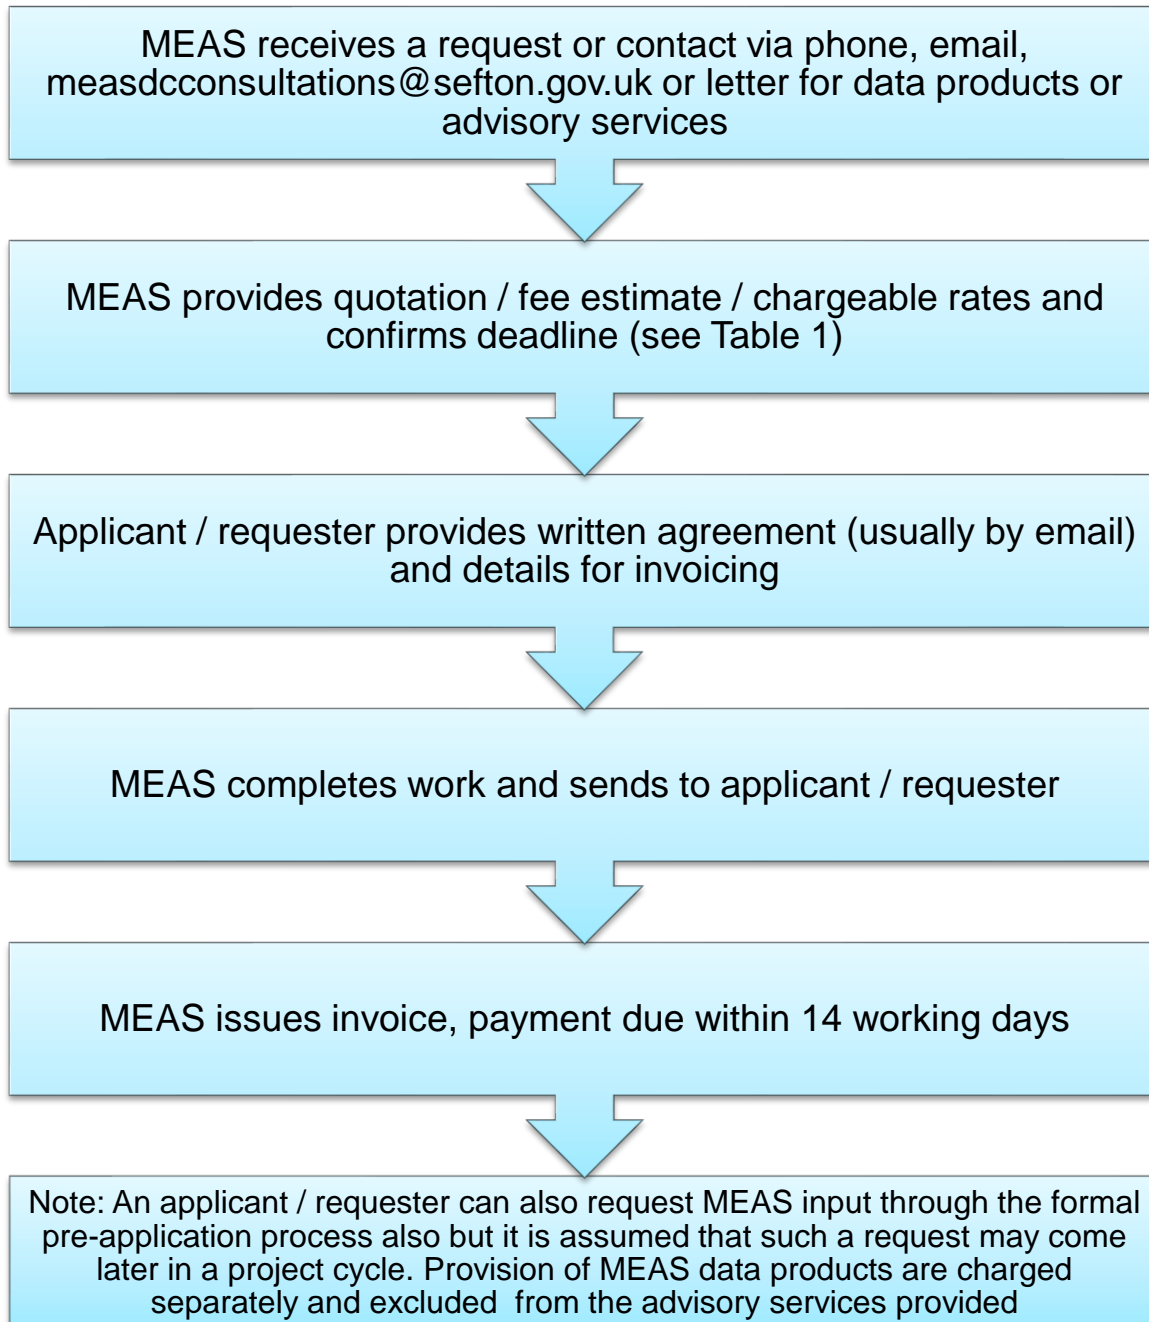 MEAS receives a request or contact via phone, email,
measdcconsultations@sefton.gov.uk or letter for data products or
advisory services
MEAS provides quotation / fee estimate / chargeable rates and
confirms deadline (see Table 1)
Applicant / requester provides written agreement (usually by email)
and details for invoicing
MEAS completes work and sends to applicant / requester
MEAS issues invoice, payment due within 14 working days
Note: An applicant / requester can also request MEAS input through the formal
pre-application process also but it is assumed that such a request may come
later in a project cycle. Provision of MEAS data products are charged
separately and excluded  from the advisory services provided